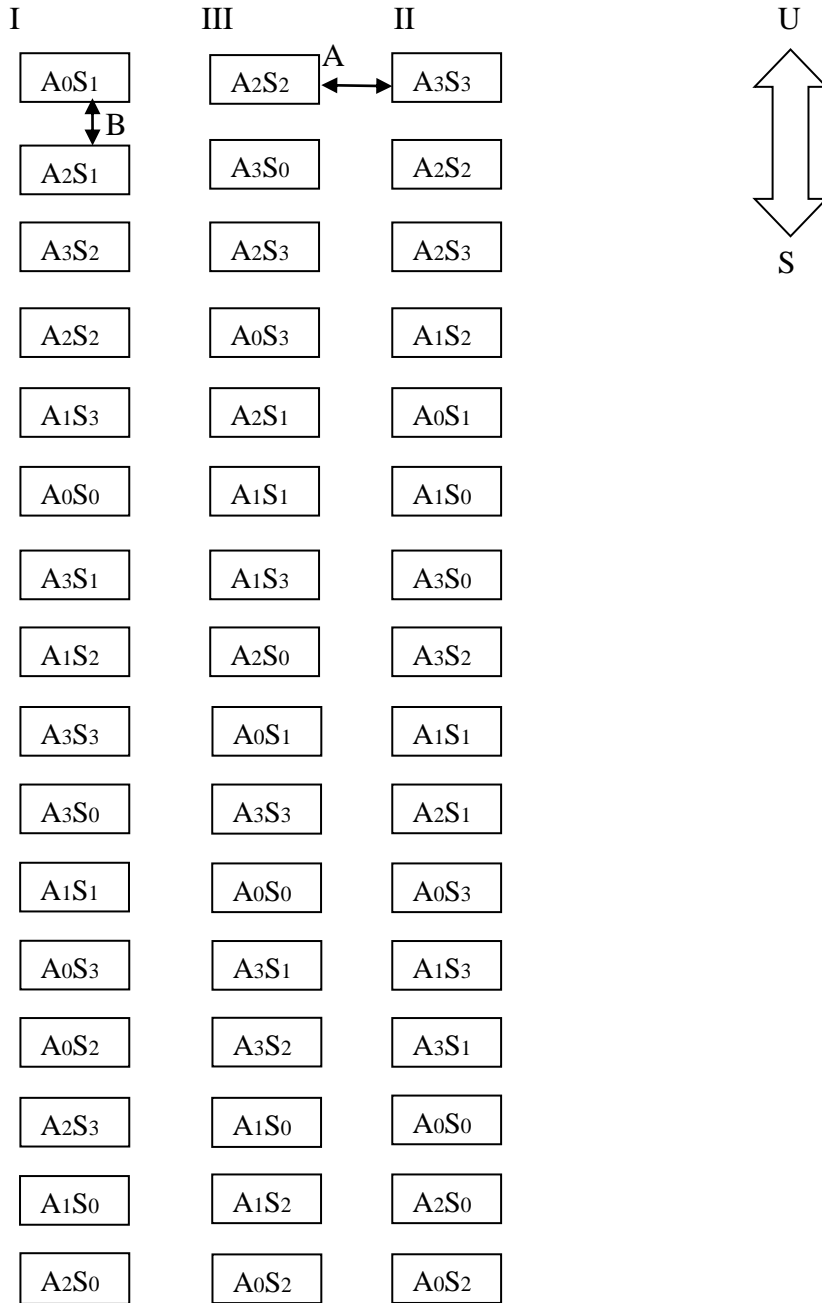 I III II U
A0S1 A2S2 A A3S3
B
A2S1 A3S0 A2S2
A3S2 A2S3 A2S3 S
A2S2 A0S3 A1S2
A1S3 A2S1 A0S1
A0S0 A1S1 A1S0
A3S1 A1S3 A3S0
A1S2 A2S0 A3S2
A3S3 A0S1 A1S1
A3S0 A3S3 A2S1
A1S1 A0S0 A0S3
A0S3 A3S1 A1S3
A0S2 A3S2 A3S1
A2S3 A1S0 A0S0
A1S0 A1S2 A2S0
A2S0 A0S2 A0S2